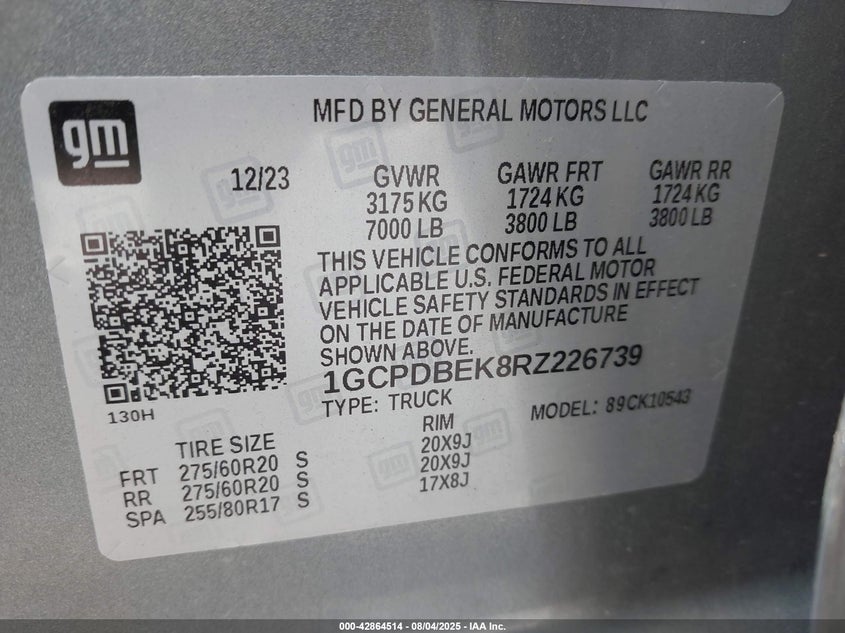 gm
MFD BY GENERAL MOTORS LLC
12/23
GVWR GAWR FRT GAWR RR
3175 KG 1724 KG 1724 KG
7000 LB 3800 LB 3800 LB
THIS VEHICLE CONFORMS TO ALL
APPLICABLE U.S. FEDERAL MOTOR
VEHICLE SAFETY STANDARDS IN EFFECT
ON THE DATE OF MANUFACTURE
SHOWN ABOVE.
1GCPDBEK8RZ226739
TYPE: TRUCK MODEL: 89CK10543
130H
TIRE SIZE RIM
FRT 275/60R20 S 20X9J
RR 275/60R20 S 20X9J
SPA 255/80R17 S 17X8J
000-42864514 - 08/04/2025 - IAA Inc.